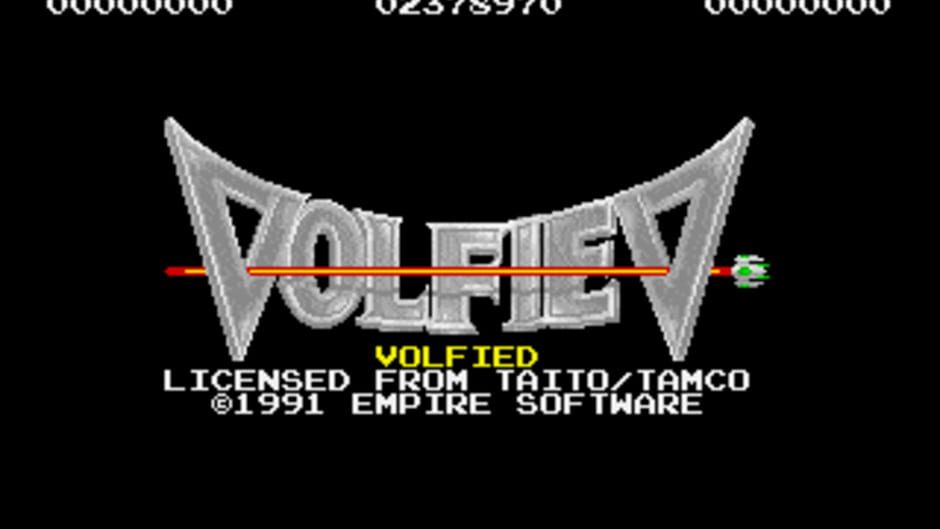 00000000 02378970 00000000
VOLFIED
VOLFIED
LICENSED FROM TAITO/TAMCO
©1991 EMPIRE SOFTWARE